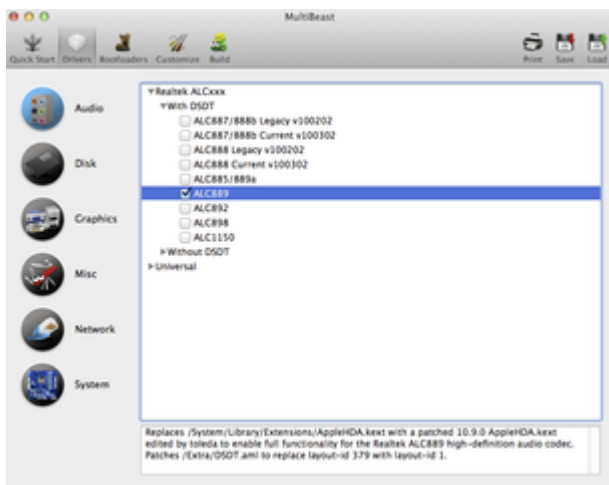 MultiBeast
Quick Start Drivers Bootloaders Customize Build Print Save Load
Audio
Disk
Graphics
Misc
Network
System
Realtek ALCxxx
With DSDT
ALC887/888b Legacy v100202
ALC887/888b Current v100302
ALC888 Legacy v100202
ALC888 Current v100302
ALC885/889a
ALC889
ALC892
ALC898
ALC1150
Without DSDT
Universal
Replaces /System/Library/Extensions/AppleHDA.kext with a patched 10.9.0 AppleHDA.kext
edited by toleda to enable full functionality for the Realtek ALC889 high-definition audio codec.
Patches /Extra/DSDT.aml to replace layout-id 379 with layout-id 1.